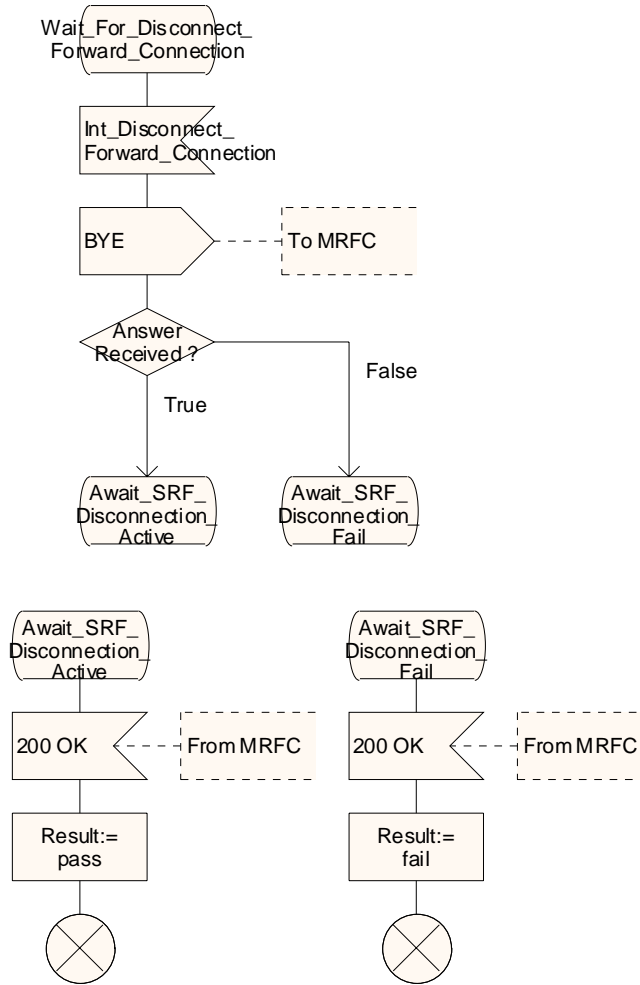 Wait_For_Disconnect_
Forward_Connection
Int_Disconnect_
Forward_Connection
BYE
To MRFC
Answer
Received ?
False
True
Await_SRF_
Disconnection_
Active
Await_SRF_
Disconnection_
Fail
Await_SRF_
Disconnection_
Active
Await_SRF_
Disconnection_
Fail
200 OK
From MRFC
200 OK
From MRFC
Result:=
pass
Result:=
fail